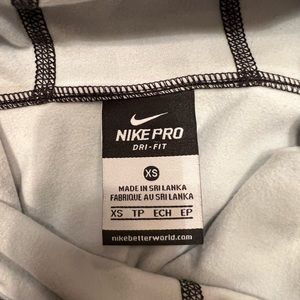 NIKE PRO
DRI-FIT
XS
MADE IN SRI LANKA
FABRIQUE AU SRI LANKA
XS TP ECH EP
nikebetterworld.com